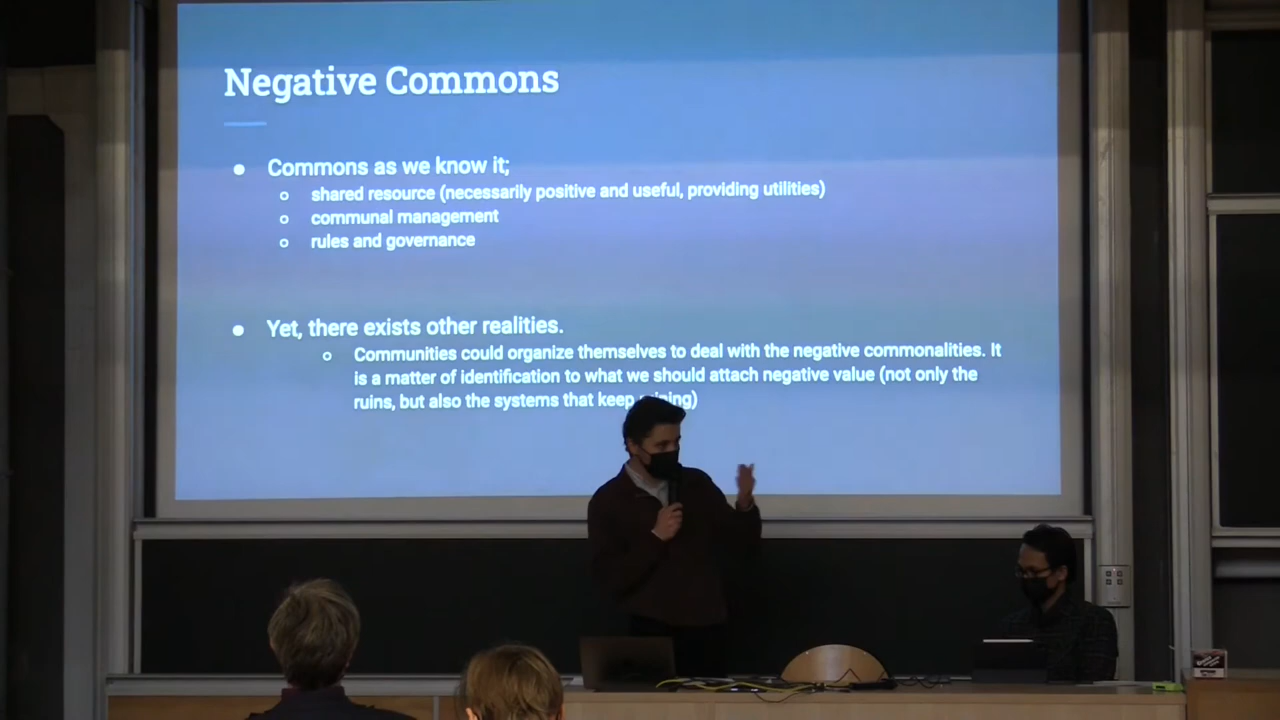 Negative Commons
● Commons as we know it;
○ shared resource (necessarily positive and useful, providing utilities)
○ communal management
○ rules and governance
● Yet, there exists other realities.
○ Communities could organize themselves to deal with the negative commonalities. It
is a matter of identification to what we should attach negative value (not only the
ruins, but also the systems that keep